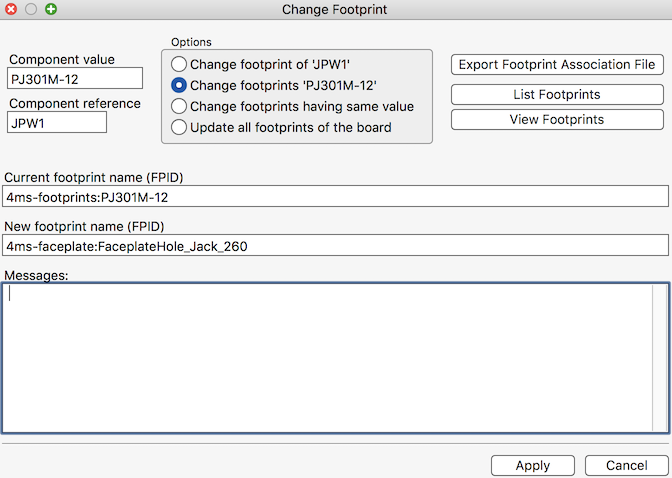 Change Footprint
Component value
PJ301M-12
Component reference
JPW1
Options
Change footprint of 'JPW1'
Change footprints 'PJ301M-12'
Change footprints having same value
Update all footprints of the board
Export Footprint Association File
List Footprints
View Footprints
Current footprint name (FPID)
4ms-footprints:PJ301M-12
New footprint name (FPID)
4ms-faceplate:FaceplateHole_Jack_260
Messages:
Apply
Cancel